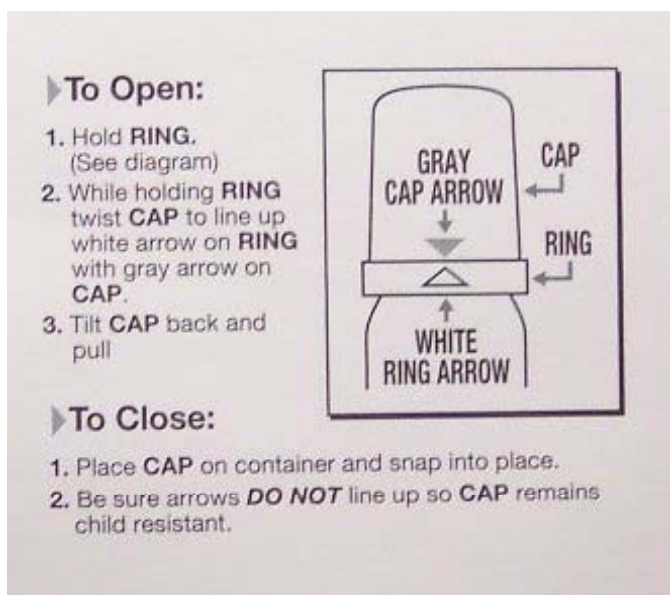 To Open:
1. Hold RING.
(See diagram)
2. While holding RING
twist CAP to line up
white arrow on RING
with gray arrow on
CAP.
3. Tilt CAP back and
pull
GRAY
CAP ARROW
CAP
RING
WHITE
RING ARROW
To Close:
1. Place CAP on container and snap into place.
2. Be sure arrows DO NOT line up so CAP remains
child resistant.